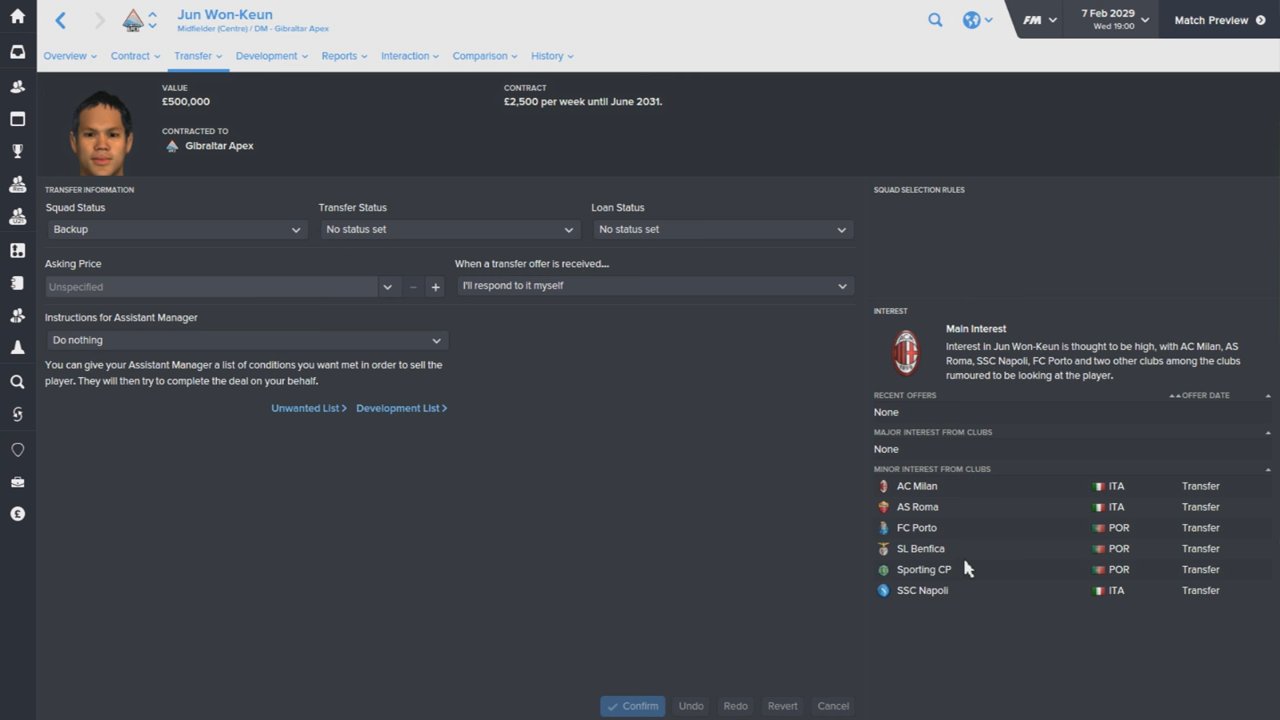 Jun Won-Keun
Midfielder (Centre) / DM - Gibraltar Apex
FM
7 Feb 2029
Wed 19:00
Match Preview
Overview
Contract
Transfer
Development
Reports
Interaction
Comparison
History
VALUE
£500,000
CONTRACT
£2,500 per week until June 2031.
CONTRACTED TO
Gibraltar Apex
TRANSFER INFORMATION
Squad Status
Transfer Status
Loan Status
Backup
No status set
No status set
Asking Price
When a transfer offer is received...
Unspecified
I'll respond to it myself
Instructions for Assistant Manager
Do nothing
You can give your Assistant Manager a list of conditions you want met in order to sell the
player. They will then try to complete the deal on your behalf.
Unwanted List >
Development List >
SQUAD SELECTION RULES
INTEREST
Main Interest
Interest in Jun Won-Keun is thought to be high, with AC Milan, AS
Roma, SSC Napoli, FC Porto and two other clubs among the clubs
rumoured to be looking at the player.
RECENT OFFERS
OFFER DATE
None
MAJOR INTEREST FROM CLUBS
None
MINOR INTEREST FROM CLUBS
AC Milan ITA Transfer
AS Roma ITA Transfer
FC Porto POR Transfer
SL Benfica POR Transfer
Sporting CP POR Transfer
SSC Napoli ITA Transfer
Confirm
Undo
Redo
Revert
Cancel